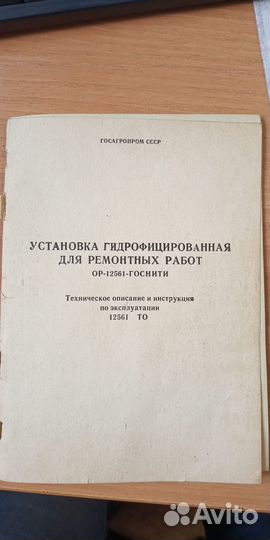 ГОСАГРОПРОМ СССР
УСТАНОВКА ГИДРОФИЦИРОВАННАЯ
ДЛЯ РЕМОНТНЫХ РАБОТ
ОР-12561-ГОСНИТИ
Техническое описание и инструкция
по эксплуатации
12561 ТО
Avito